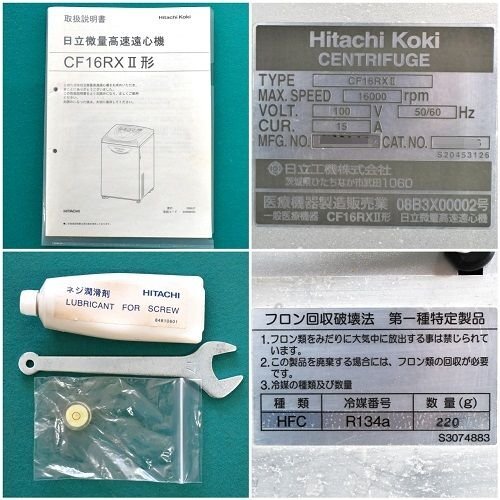 取扱説明書
Hitachi Koki
日立微量高速遠心機
CF16RXⅡ形
HITACHI
Hitachi Koki
CENTRIFUGE
TYPE CF16RXⅡ
MAX. SPEED 16000 rpm
VOLT. 100 V 50/60 Hz
CUR. 15 A
MFG. NO. CAT.NO. S
S20453126
日立工機株式会社
茨城県ひたちなか市武田1060
医療機器製造販売業 08B3X00002号
一般医療機器 CF16RXⅡ形 日立微量高速遠心機
ネジ潤滑剤 HITACHI
LUBRICANT FOR SCREW
84810601
フロン回収破壊法 第一種特定製品
1.フロン類をみだりに大気中に放出する事は禁じられて
います。
2.この製品を廃棄する場合には、フロン類の回収が必要
です。
3.冷媒の種類及び数量
種類 冷媒番号 数量(g)
HFC R134a 220
S3074883